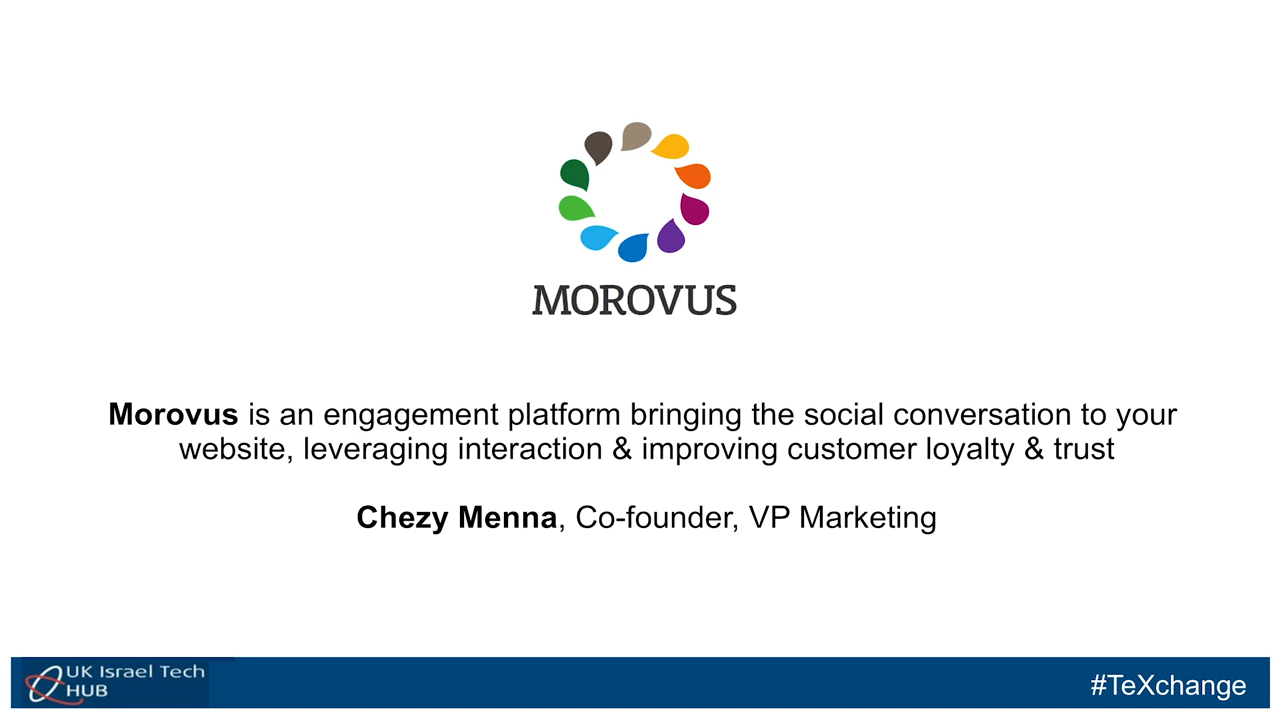 MOROVUS
Morovus is an engagement platform bringing the social conversation to your
website, leveraging interaction & improving customer loyalty & trust
Chezy Menna, Co-founder, VP Marketing
UK Israel Tech
HUB
#TeXchange